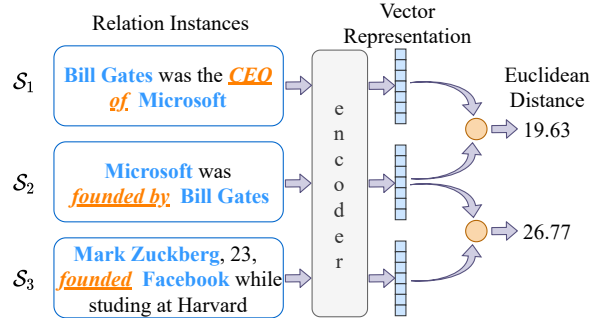 Relation Instances
Vector
Representation
S1
Bill Gates was the CEO
of Microsoft
encoder
Euclidean
Distance
19.63
S2
Microsoft was
founded by Bill Gates
26.77
S3
Mark Zuckberg, 23,
founded Facebook while
studing at Harvard